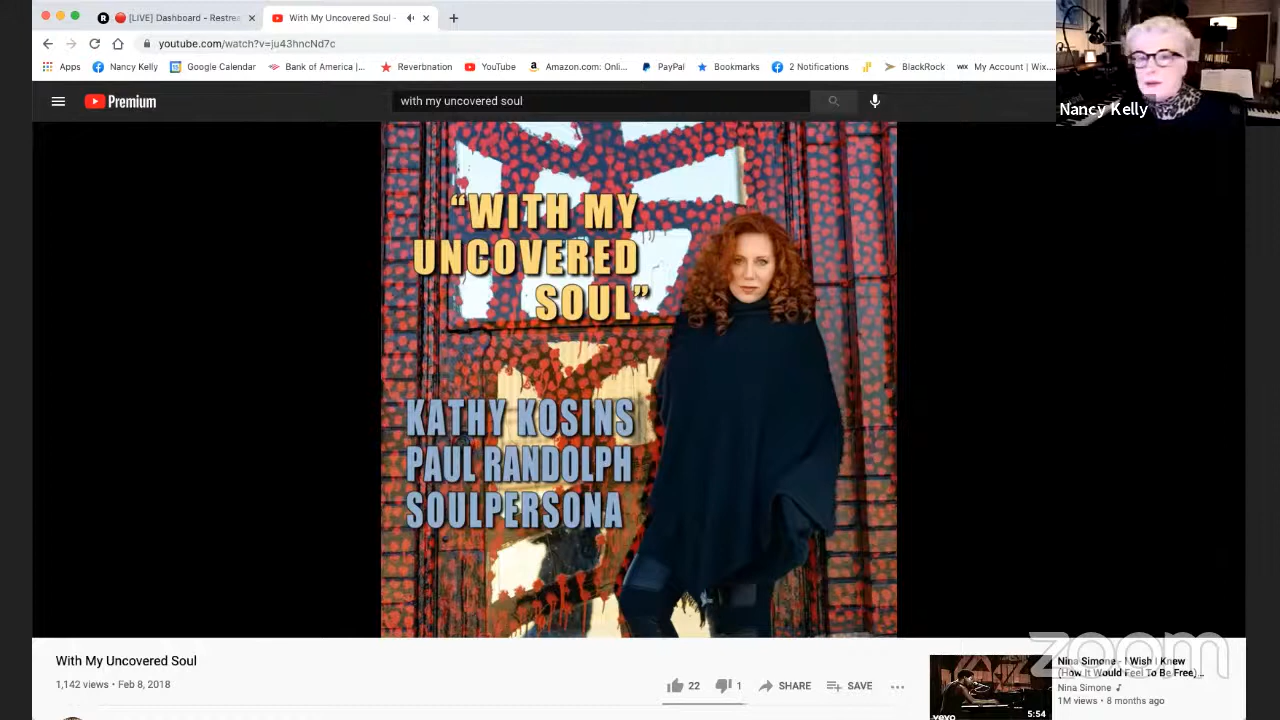 [LIVE] Dashboard - Restrea
With My Uncovered Soul -
youtube.com/watch?v=ju43hncNd7c
Apps
Nancy Kelly
Google Calendar
Bank of America |...
Reverbnation
YouTube
Amazon.com: Onli...
PayPal
Bookmarks
2 Notifications
BlackRock
WIX My Account | Wix....
Nancy Kelly
Premium
with my uncovered soul
"WITH MY
UNCOVERED
SOUL"
KATHY KOSINS
PAUL RANDOLPH
SOULPERSONA
With My Uncovered Soul
1,142 views • Feb 8, 2018
22
1
SHARE
SAVE
vevo
5:54
Nina Simone - I Wish I Knew
(How It Would Feel To Be Free)...
Nina Simone
1M views • 8 months ago
zoom